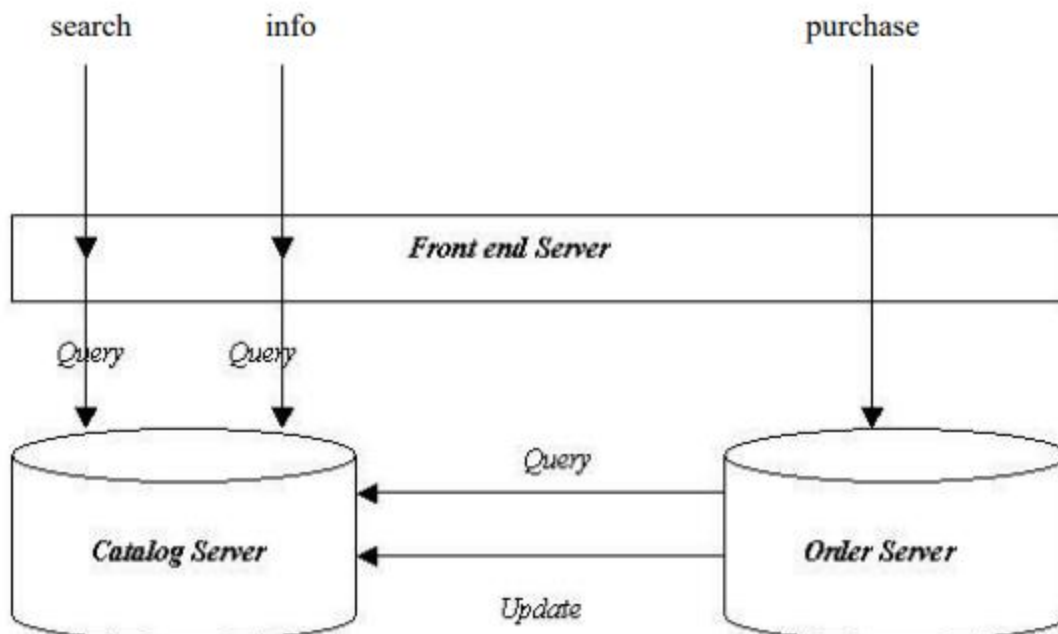 search info purchase
Front end Server
Query Query
Query
Catalog Server Order Server
Update